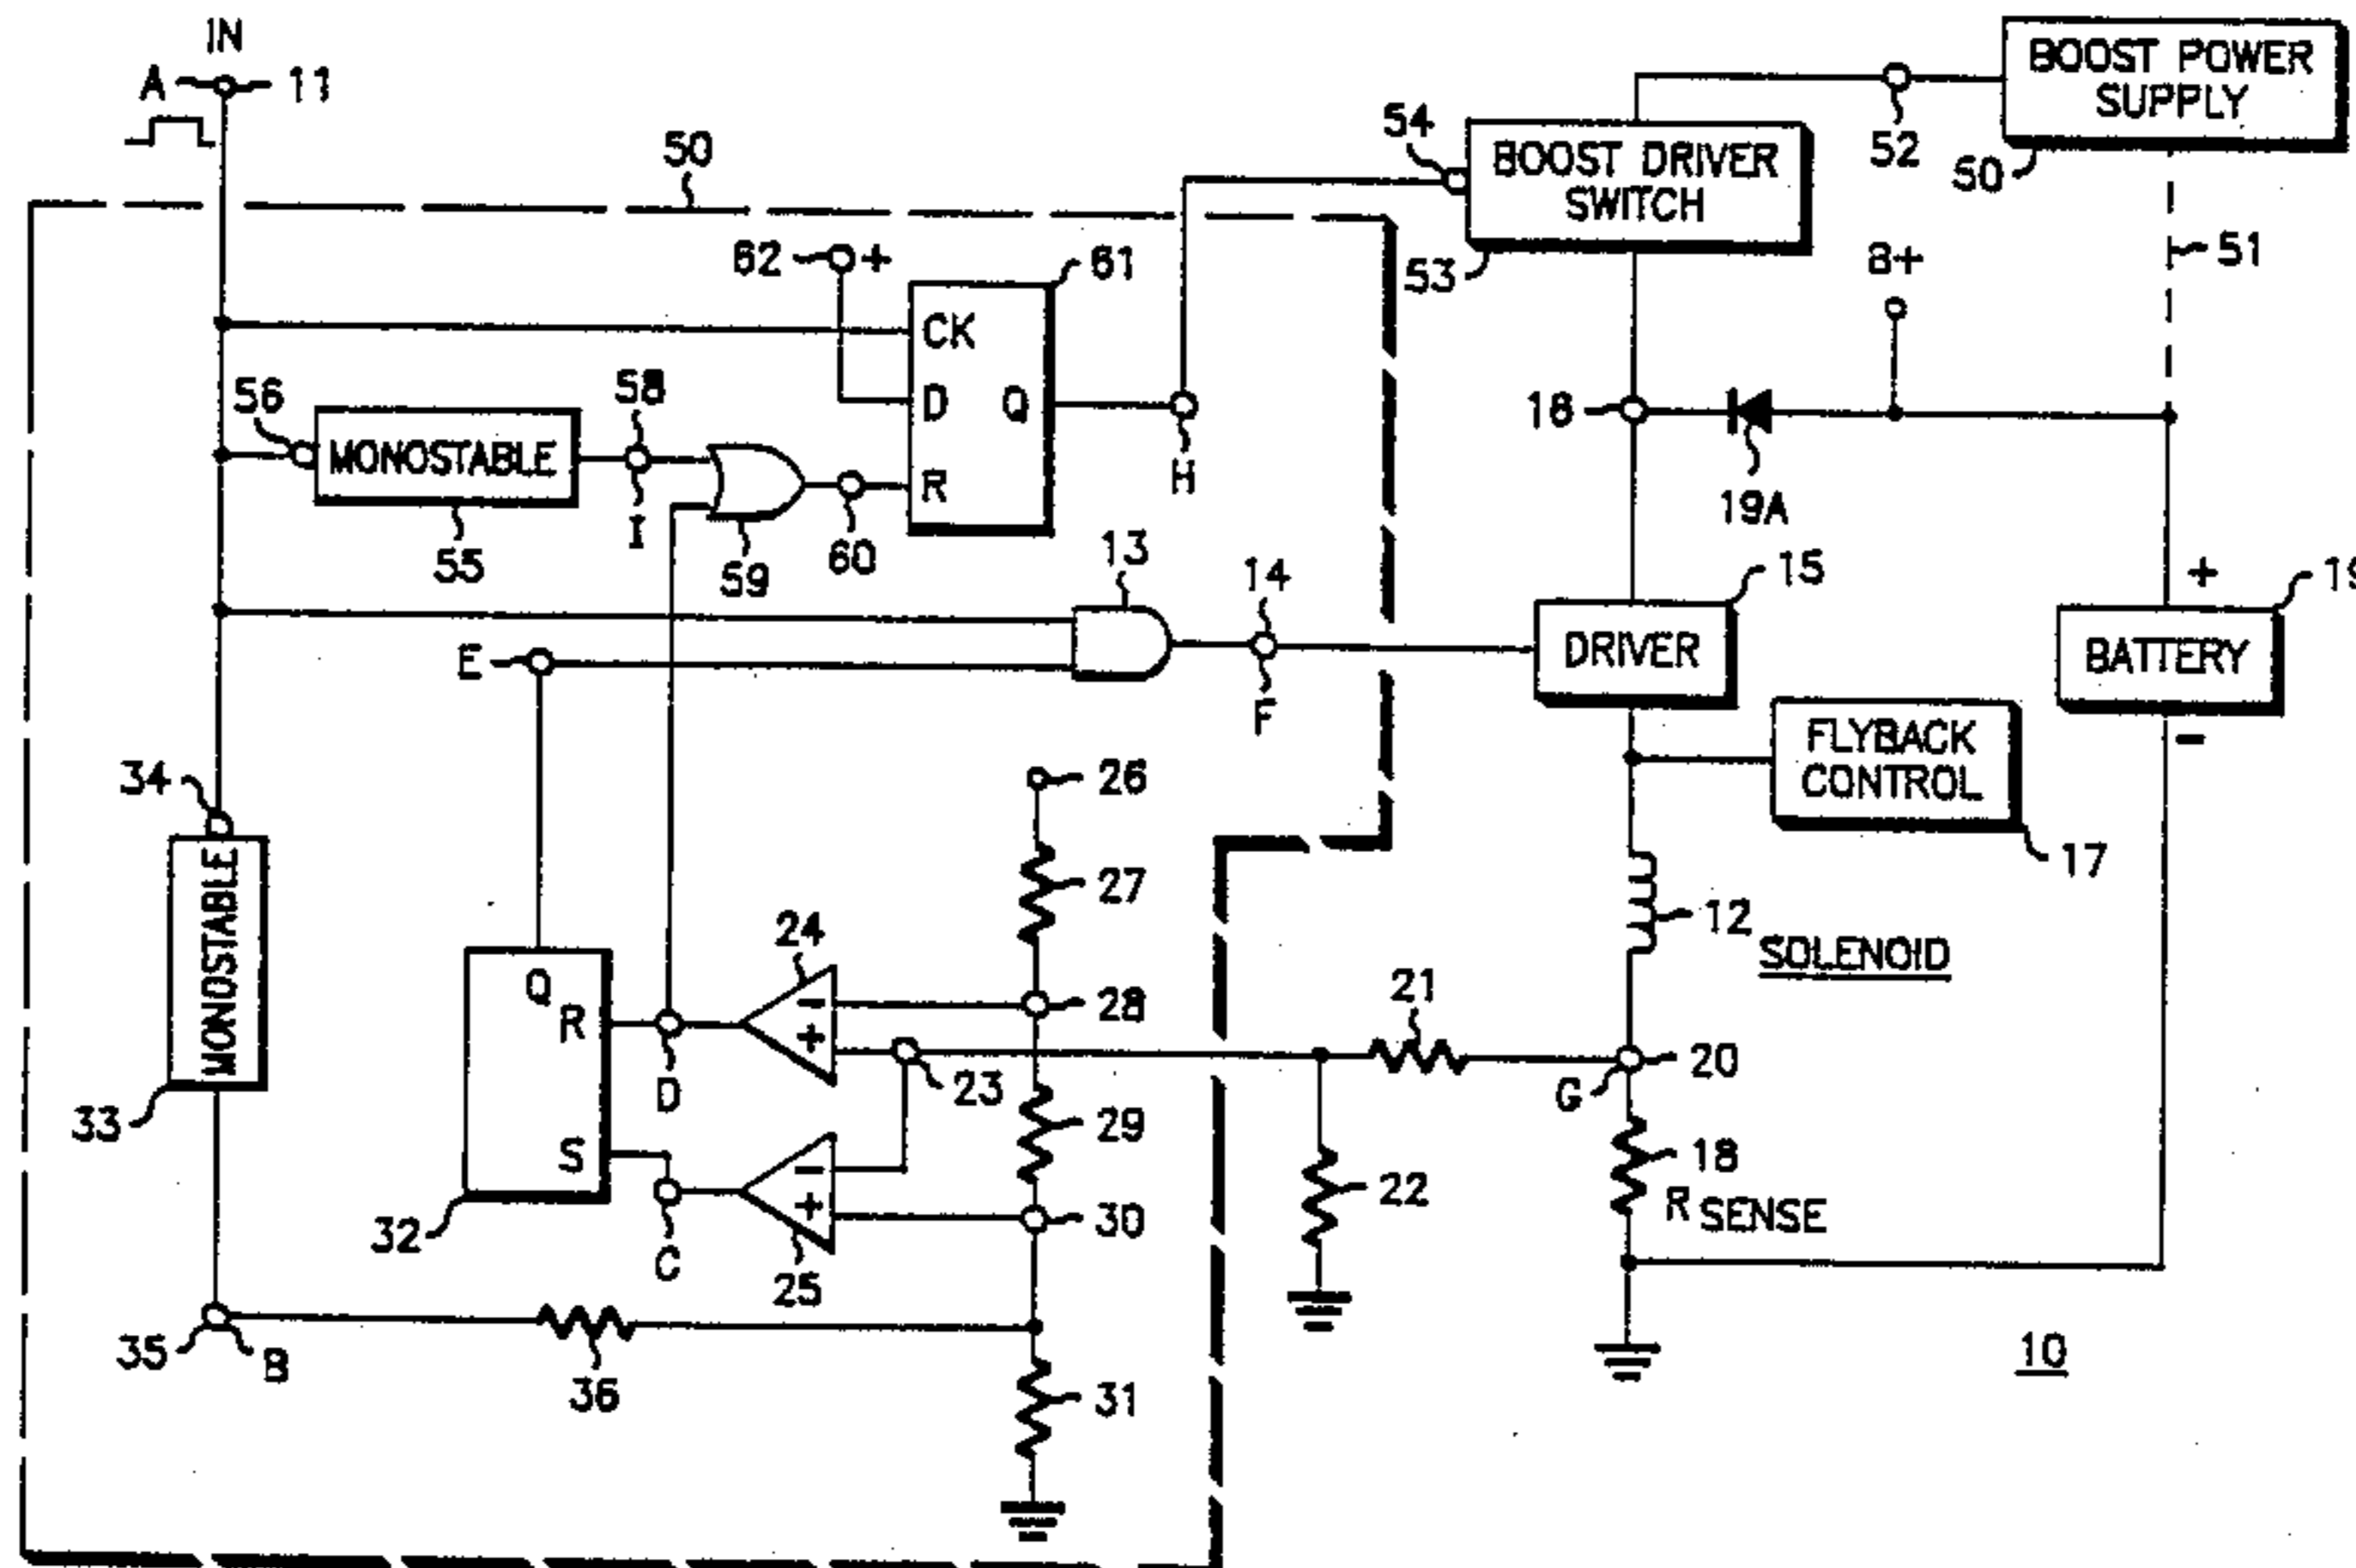 IN
A
11
50
54
BOOST DRIVER
SWITCH
53
52
BOOST POWER
SUPPLY
50
51
8+
62
+
61
CK
D
Q
R
H
56
MONOSTABLE
55
58
I
59
60
18
19A
13
14
F
E
DRIVER
15
+
BATTERY
19
-
FLYBACK
CONTROL
17
34
MONOSTABLE
33
26
27
28
12
SOLENOID
24
-
+
Q
R
S
32
D
23
21
G
20
29
22
18
R SENSE
30
-
+
25
C
35
B
36
31
10